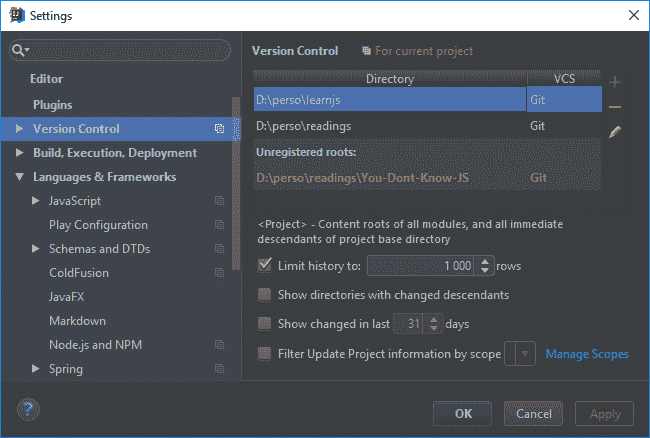 Settings
Editor
Plugins
Version Control
Build, Execution, Deployment
Languages & Frameworks
JavaScript
Play Configuration
Schemas and DTDs
ColdFusion
JavaFX
Markdown
Node.js and NPM
Spring
Version Control For current project
Directory VCS
D:\perso\learnjs Git
D:\perso\readings Git
Unregistered roots:
D:\perso\readings\You-Dont-Know-JS Git
<Project> - Content roots of all modules, and all immediate
descendants of project base directory
Limit history to: 1 000 rows
Show directories with changed descendants
Show changed in last 31 days
Filter Update Project information by scope Manage Scopes
? OK Cancel Apply